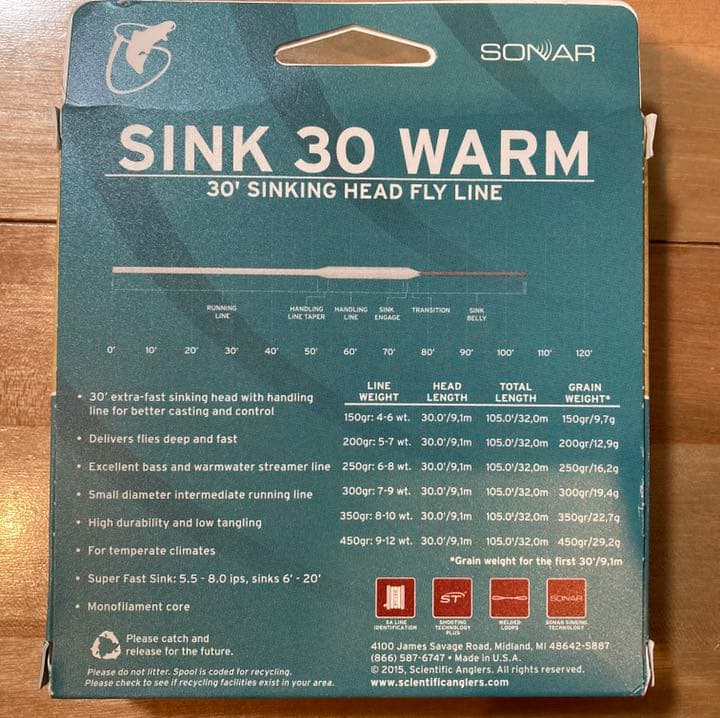 SONAR
SINK 30 WARM
30' SINKING HEAD FLY LINE
RUNNING
LINE
HANDLING
LINE TAPER
HANDLING
LINE
SINK
ENGAGE
TRANSITION
SINK
BELLY
0' 10' 20' 30' 40' 50' 60' 70' 80' 90' 100' 110' 120'
• 30' extra-fast sinking head with handling
line for better casting and control
• Delivers flies deep and fast
• Excellent bass and warmwater streamer line
• Small diameter intermediate running line
• High durability and low tangling
• For temperate climates
• Super Fast Sink: 5.5 - 8.0 ips, sinks 6' - 20'
• Monofilament core
LINE
WEIGHT
HEAD
LENGTH
TOTAL
LENGTH
GRAIN
WEIGHT*
150gr: 4-6 wt. 30.0'/9,1m 105.0'/32,0m 150gr/9,7g
200gr: 5-7 wt. 30.0'/9,1m 105.0'/32,0m 200gr/12,9g
250gr: 6-8 wt. 30.0'/9,1m 105.0'/32,0m 250gr/16,2g
300gr: 7-9 wt. 30.0'/9,1m 105.0'/32,0m 300gr/19,4g
350gr: 8-10 wt. 30.0'/9,1m 105.0'/32,0m 350gr/22,7g
450gr: 9-12 wt. 30.0'/9,1m 105.0'/32,0m 450gr/29,2g
*Grain weight for the first 30'/9,1m
ST+
SONAR
SA LINE
IDENTIFICATION
SHOOTING
TECHNOLOGY
PLUS
WELDED
LOOPS
SONAR SINKING
TECHNOLOGY
Please catch and
release for the future.
Please do not litter. Spool is coded for recycling.
Please check to see if recycling facilities exist in your area.
4100 James Savage Road, Midland, MI 48642-5887
(866) 587-6747 • Made in U.S.A.
© 2015, Scientific Anglers. All rights reserved.
www.scientificanglers.com